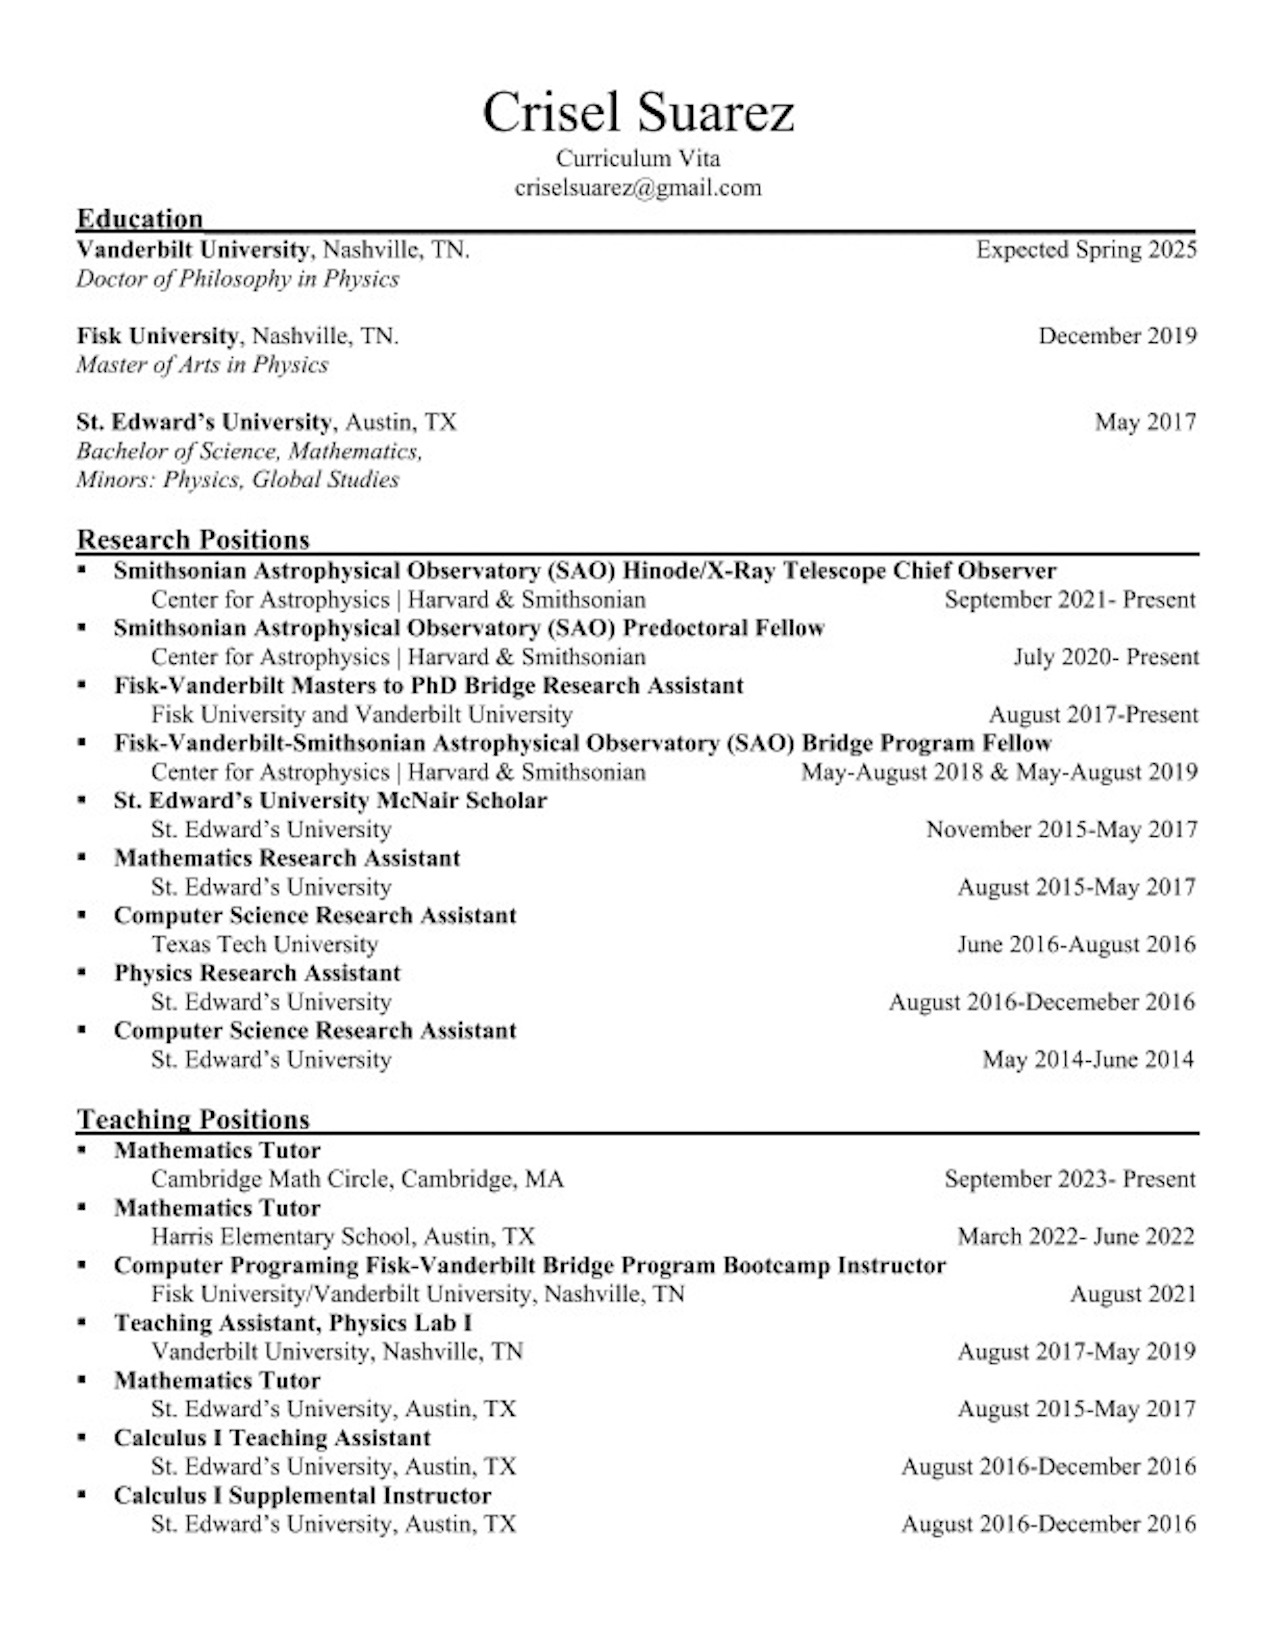 Crisel Suarez
Curriculum Vita
criselsuarez@gmail.com
Education
Vanderbilt University, Nashville, TN. Expected Spring 2025
Doctor of Philosophy in Physics
Fisk University, Nashville, TN. December 2019
Master of Arts in Physics
St. Edward's University, Austin, TX May 2017
Bachelor of Science, Mathematics,
Minors: Physics, Global Studies
Research Positions
▪ Smithsonian Astrophysical Observatory (SAO) Hinode/X-Ray Telescope Chief Observer
Center for Astrophysics | Harvard & Smithsonian September 2021- Present
▪ Smithsonian Astrophysical Observatory (SAO) Predoctoral Fellow
Center for Astrophysics | Harvard & Smithsonian July 2020- Present
▪ Fisk-Vanderbilt Masters to PhD Bridge Research Assistant
Fisk University and Vanderbilt University August 2017-Present
▪ Fisk-Vanderbilt-Smithsonian Astrophysical Observatory (SAO) Bridge Program Fellow
Center for Astrophysics | Harvard & Smithsonian May-August 2018 & May-August 2019
▪ St. Edward's University McNair Scholar
St. Edward's University November 2015-May 2017
▪ Mathematics Research Assistant
St. Edward's University August 2015-May 2017
▪ Computer Science Research Assistant
Texas Tech University June 2016-August 2016
▪ Physics Research Assistant
St. Edward's University August 2016-Decemeber 2016
▪ Computer Science Research Assistant
St. Edward's University May 2014-June 2014
Teaching Positions
▪ Mathematics Tutor
Cambridge Math Circle, Cambridge, MA September 2023- Present
▪ Mathematics Tutor
Harris Elementary School, Austin, TX March 2022- June 2022
▪ Computer Programing Fisk-Vanderbilt Bridge Program Bootcamp Instructor
Fisk University/Vanderbilt University, Nashville, TN August 2021
▪ Teaching Assistant, Physics Lab I
Vanderbilt University, Nashville, TN August 2017-May 2019
▪ Mathematics Tutor
St. Edward's University, Austin, TX August 2015-May 2017
▪ Calculus I Teaching Assistant
St. Edward's University, Austin, TX August 2016-December 2016
▪ Calculus I Supplemental Instructor
St. Edward's University, Austin, TX August 2016-December 2016